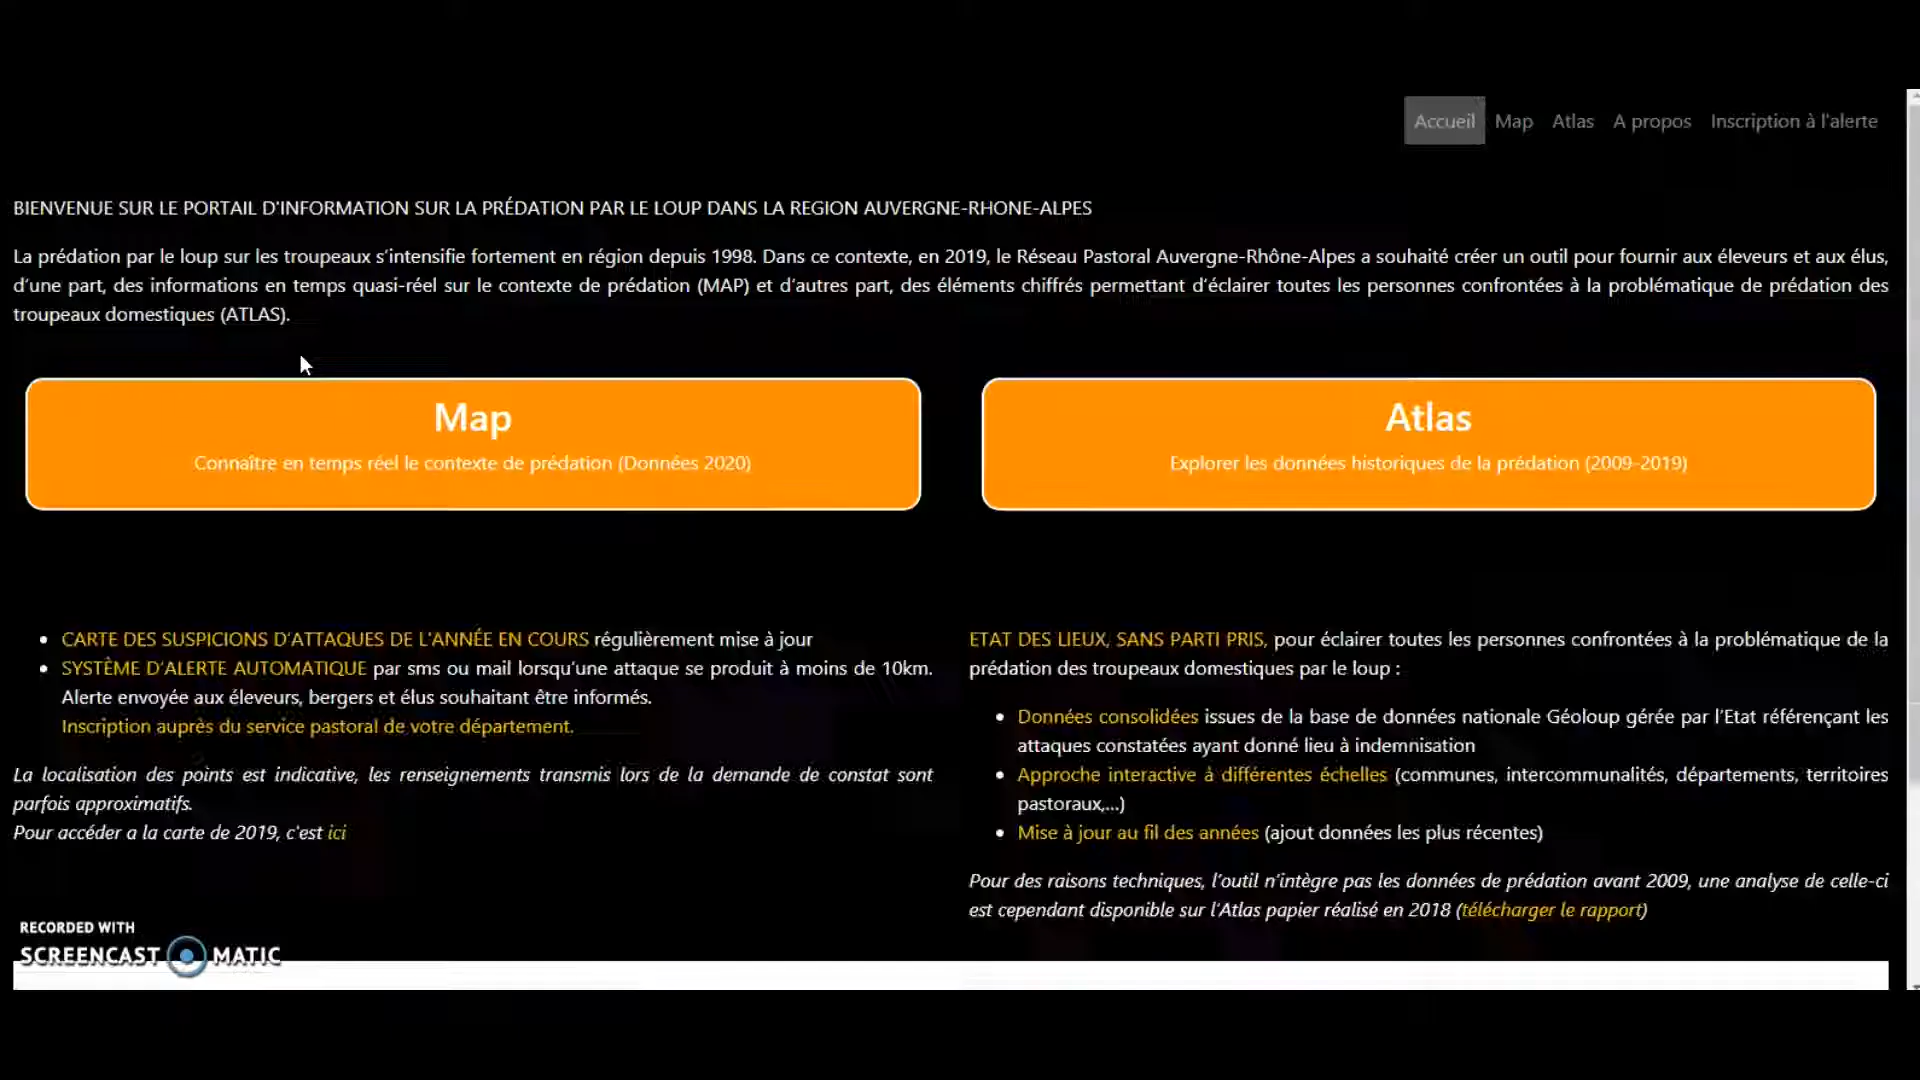 Accueil Map Atlas A propos Inscription à l'alerte
BIENVENUE SUR LE PORTAIL D'INFORMATION SUR LA PRÉDATION PAR LE LOUP DANS LA REGION AUVERGNE-RHONE-ALPES
La prédation par le loup sur les troupeaux s'intensifie fortement en région depuis 1998. Dans ce contexte, en 2019, le Réseau Pastoral Auvergne-Rhône-Alpes a souhaité créer un outil pour fournir aux éleveurs et aux élus,
d'une part, des informations en temps quasi-réel sur le contexte de prédation (MAP) et d'autres part, des éléments chiffrés permettant d'éclairer toutes les personnes confrontées à la problématique de prédation des
troupeaux domestiques (ATLAS).
Map
Connaître en temps réel le contexte de prédation (Données 2020)
Atlas
Explorer les données historiques de la prédation (2009-2019)
• CARTE DES SUSPICIONS D'ATTAQUES DE L'ANNÉE EN COURS régulièrement mise à jour
• SYSTÈME D'ALERTE AUTOMATIQUE par sms ou mail lorsqu'une attaque se produit à moins de 10km.
Alerte envoyée aux éleveurs, bergers et élus souhaitant être informés.
Inscription auprès du service pastoral de votre département.
La localisation des points est indicative, les renseignements transmis lors de la demande de constat sont
parfois approximatifs.
Pour accéder a la carte de 2019, c'est ici
ETAT DES LIEUX, SANS PARTI PRIS, pour éclairer toutes les personnes confrontées à la problématique de la
prédation des troupeaux domestiques par le loup :
• Données consolidées issues de la base de données nationale Géoloup gérée par l'Etat référençant les
attaques constatées ayant donné lieu à indemnisation
• Approche interactive à différentes échelles (communes, intercommunalités, départements, territoires
pastoraux,...)
• Mise à jour au fil des années (ajout données les plus récentes)
Pour des raisons techniques, l'outil n'intègre pas les données de prédation avant 2009, une analyse de celle-ci
est cependant disponible sur l'Atlas papier réalisé en 2018 (télécharger le rapport)
RECORDED WITH
SCREENCAST MATIC